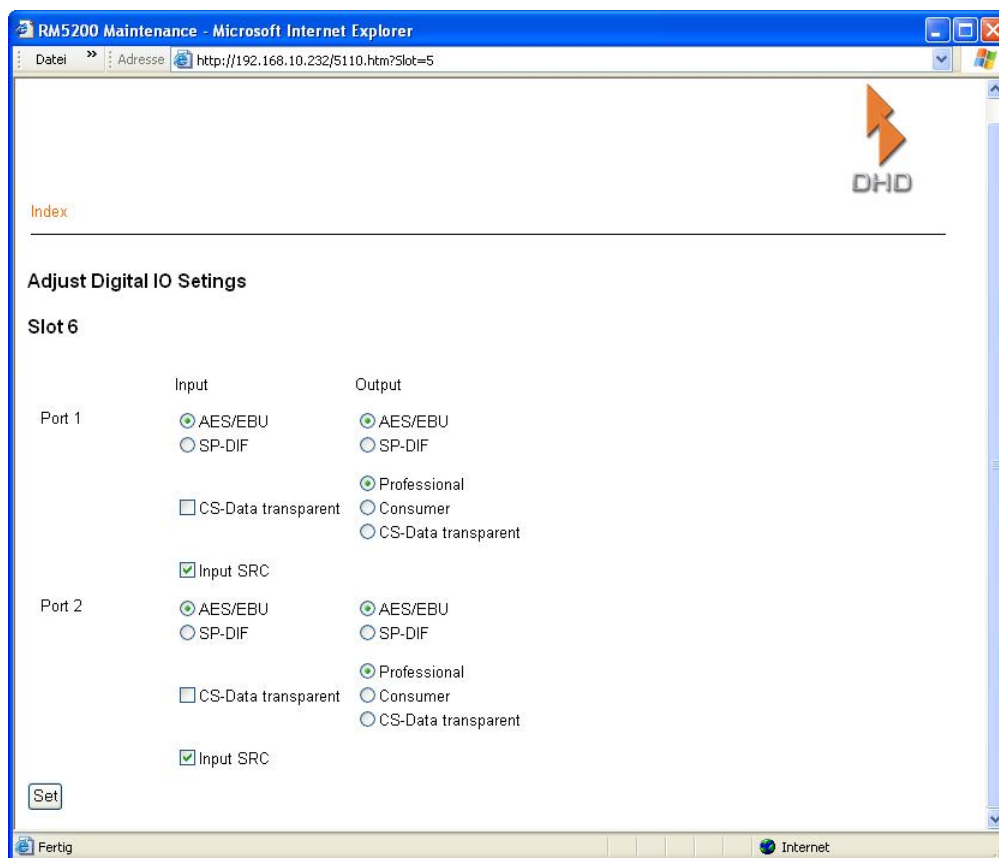 RM5200 Maintenance - Microsoft Internet Explorer
Datei » Adresse http://192.168.10.232/5110.htm?Slot=5
DHD
Index
Adjust Digital IO Setings
Slot 6
Input Output
Port 1 AES/EBU AES/EBU
SP-DIF SP-DIF
Professional
CS-Data transparent Consumer
CS-Data transparent
Input SRC
Port 2 AES/EBU AES/EBU
SP-DIF SP-DIF
Professional
CS-Data transparent Consumer
CS-Data transparent
Input SRC
Set
Fertig Internet